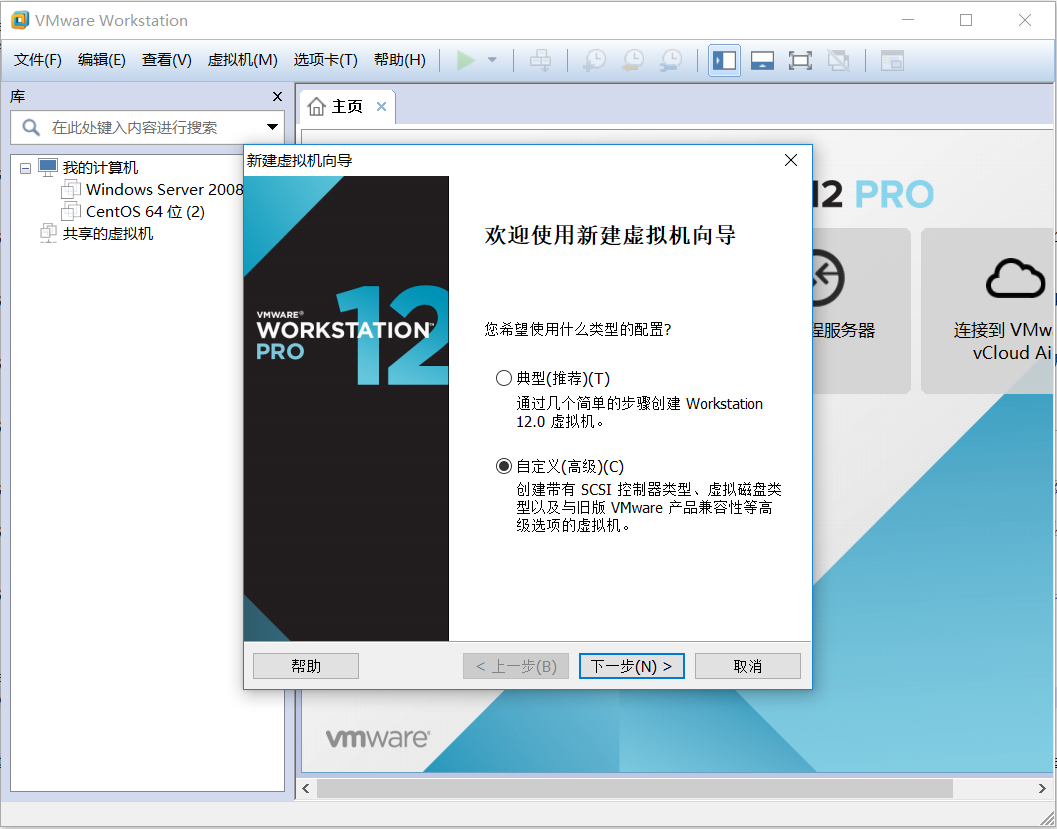 VMware Workstation
文件(F) 编辑(E) 查看(V) 虚拟机(M) 选项卡(T) 帮助(H)
库
在此处键入内容进行搜索
我的计算机
Windows Server 2008
CentOS 64 位 (2)
共享的虚拟机
主页
12 PRO
程服务器
连接到 VMw
vCloud Ai
新建虚拟机向导
VMWARE®
WORKSTATION™
PRO
12
欢迎使用新建虚拟机向导
您希望使用什么类型的配置?
典型(推荐)(T)
通过几个简单的步骤创建 Workstation
12.0 虚拟机。
自定义(高级)(C)
创建带有 SCSI 控制器类型、虚拟磁盘类
型以及与旧版 VMware 产品兼容性等高
级选项的虚拟机。
帮助
< 上一步(B)
下一步(N) >
取消
vmware®